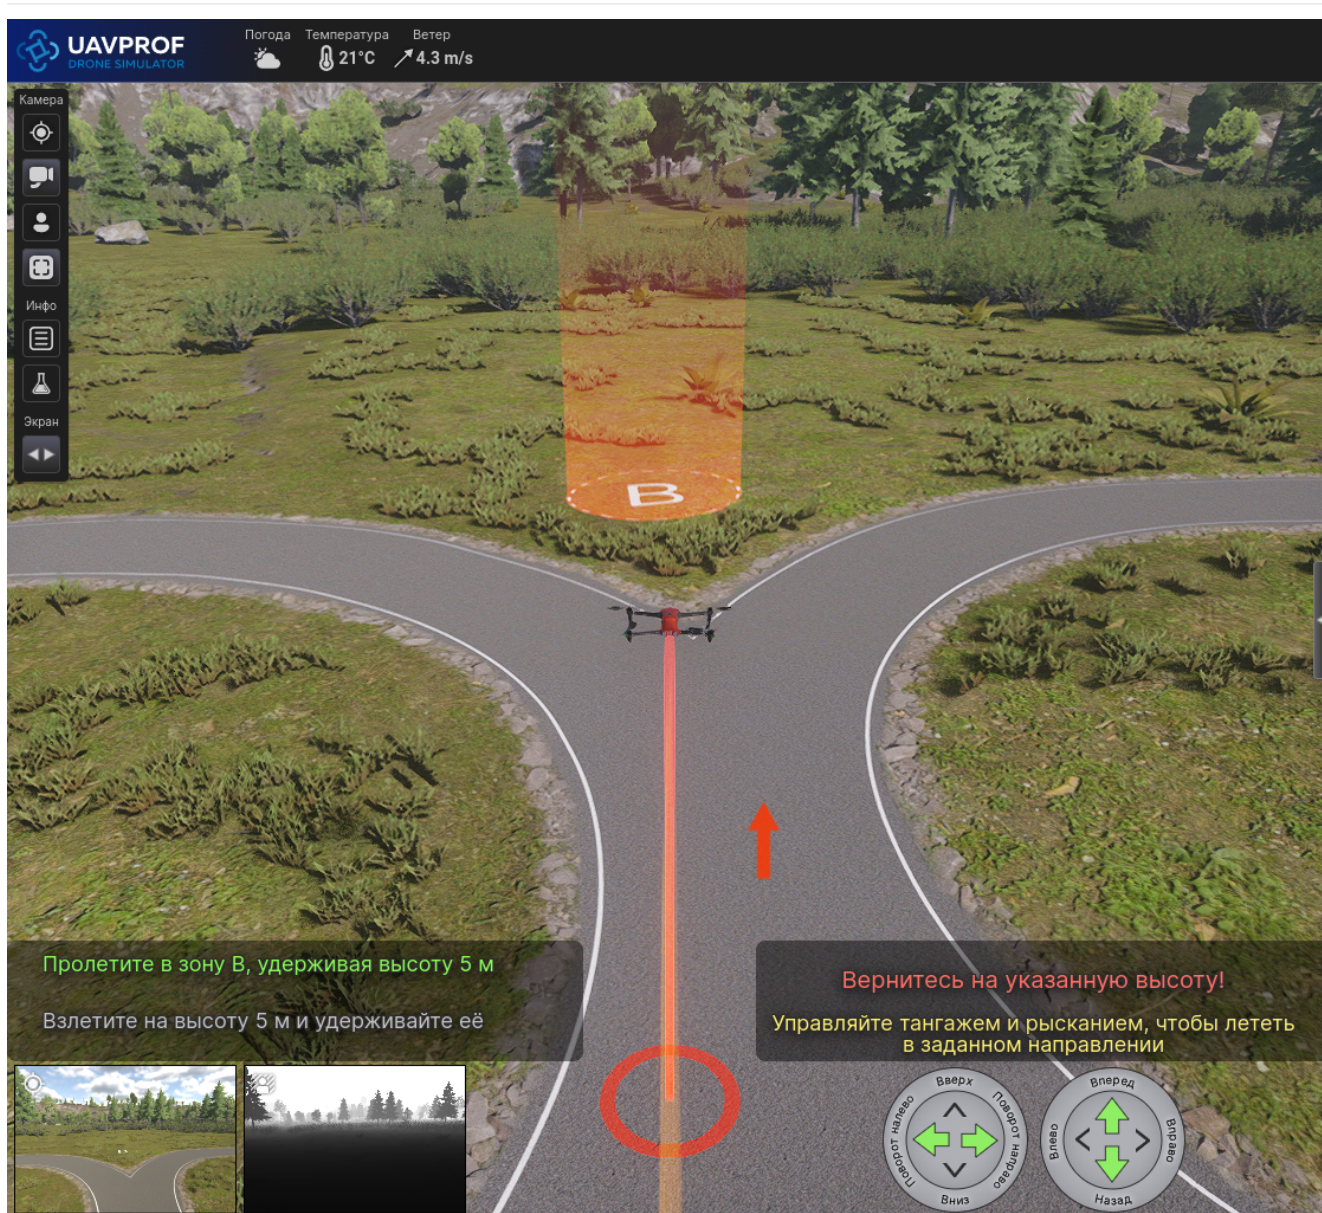 UAVPROF
DRONE SIMULATOR
Погода
Температура
Ветер
21°C
4.3 m/s
Камера
Инфо
Экран
B
Пролетите в зону B, удерживая высоту 5 м
Взлетите на высоту 5 м и удерживайте её
Вернитесь на указанную высоту!
Управляйте тангажем и рысканием, чтобы лететь
в заданном направлении
Вверх
Поворот налево
Поворот направо
Вниз
Вперед
Влево
Вправо
Назад